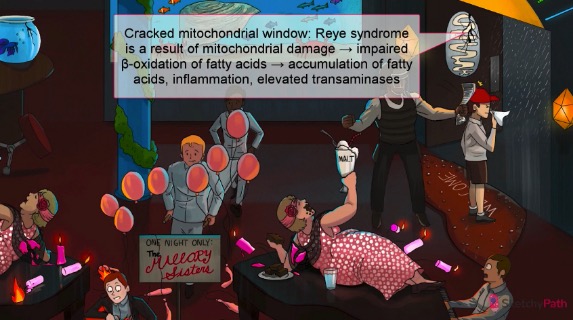 Cracked mitochondrial window: Reye syndrome
is a result of mitochondrial damage → impaired
β-oxidation of fatty acids → accumulation of fatty
acids, inflammation, elevated transaminases
MALT
WELCOME
ONE NIGHT ONLY:
The
Mallory
Sisters
SketchyPath